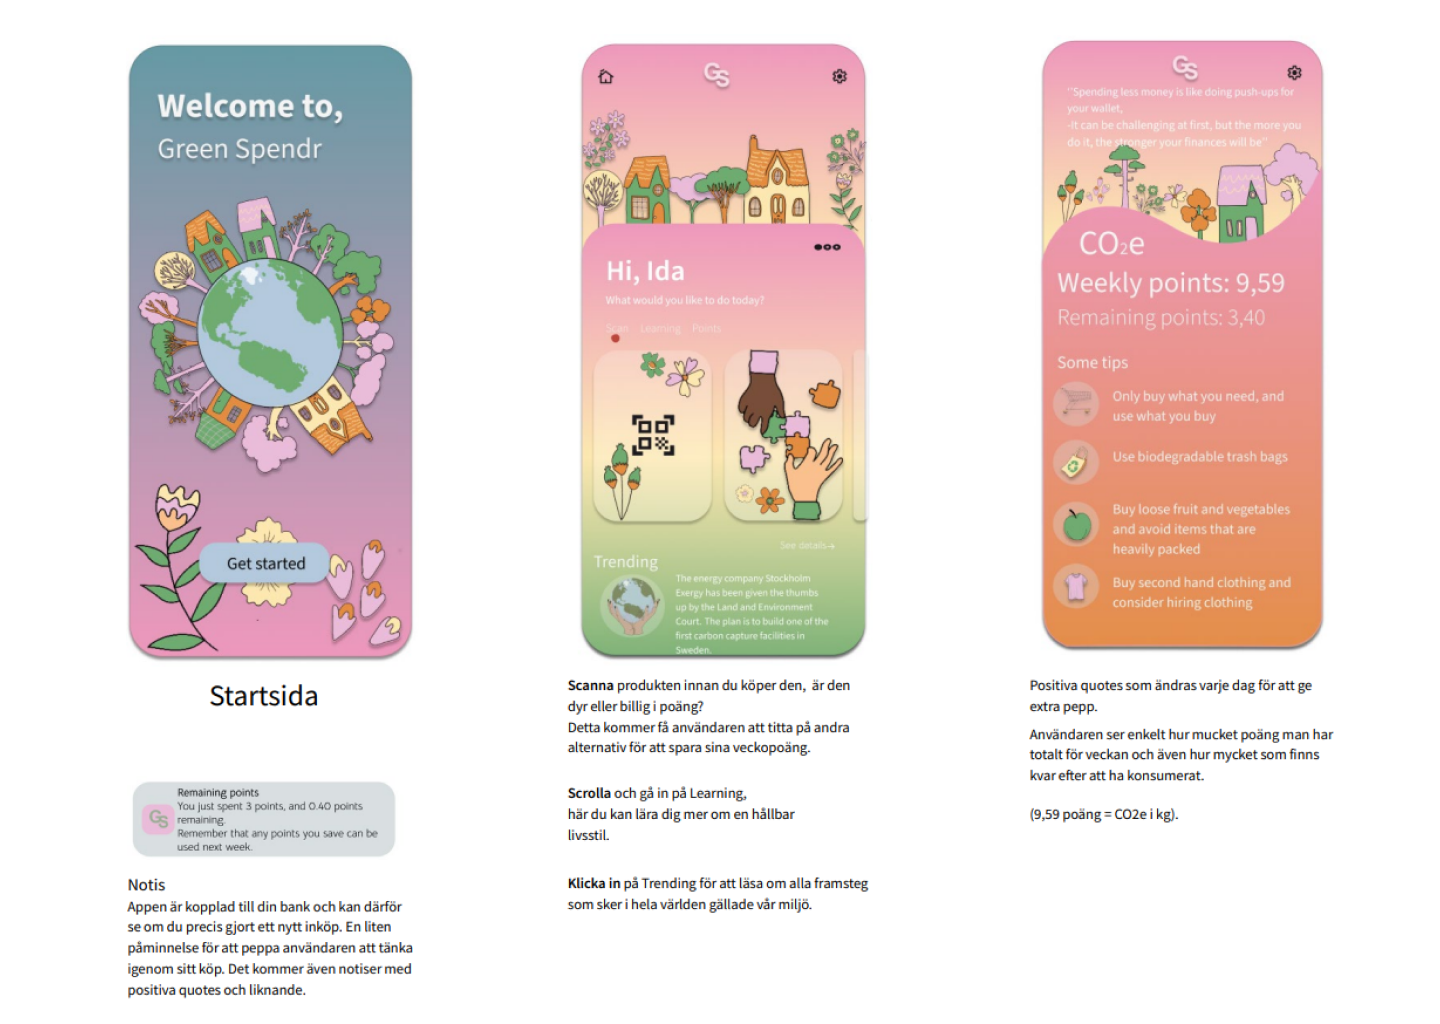 Welcome to,
Green Spendr
Get started
Startsida
GS
Remaining points
You just spent 3 points, and 0.40 points
remaining.
Remember that any points you save can be
used next week.
Notis
Appen är kopplad till din bank och kan därför
se om du precis gjort ett nytt inköp. En liten
påminnelse för att peppa användaren att tänka
igenom sitt köp. Det kommer även notiser med
positiva quotes och liknande.
GS
Hi, Ida
What would you like to do today?
Scan Learning Points
See details→
Trending
The energy company Stockholm
Exergy has been given the thumbs
up by the Land and Environment
Court. The plan is to build one of the
first carbon capture facilities in
Sweden.
Scanna produkten innan du köper den, är den
dyr eller billig i poäng?
Detta kommer få användaren att titta på andra
alternativ för att spara sina veckopoäng.
Scrolla och gå in på Learning,
här du kan lära dig mer om en hållbar
livsstil.
Klicka in på Trending för att läsa om alla framsteg
som sker i hela världen gällade vår miljö.
GS
"Spending less money is like doing push-ups for
your wallet,
-It can be challenging at first, but the more you
do it, the stronger your finances will be"
CO2e
Weekly points: 9,59
Remaining points: 3,40
Some tips
Only buy what you need, and
use what you buy
Use biodegradable trash bags
Buy loose fruit and vegetables
and avoid items that are
heavily packed
Buy second hand clothing and
consider hiring clothing
Positiva quotes som ändras varje dag för att ge
extra pepp.
Användaren ser enkelt hur mucket poäng man har
totalt för veckan och även hur mycket som finns
kvar efter att ha konsumerat.
(9,59 poäng = CO2e i kg).